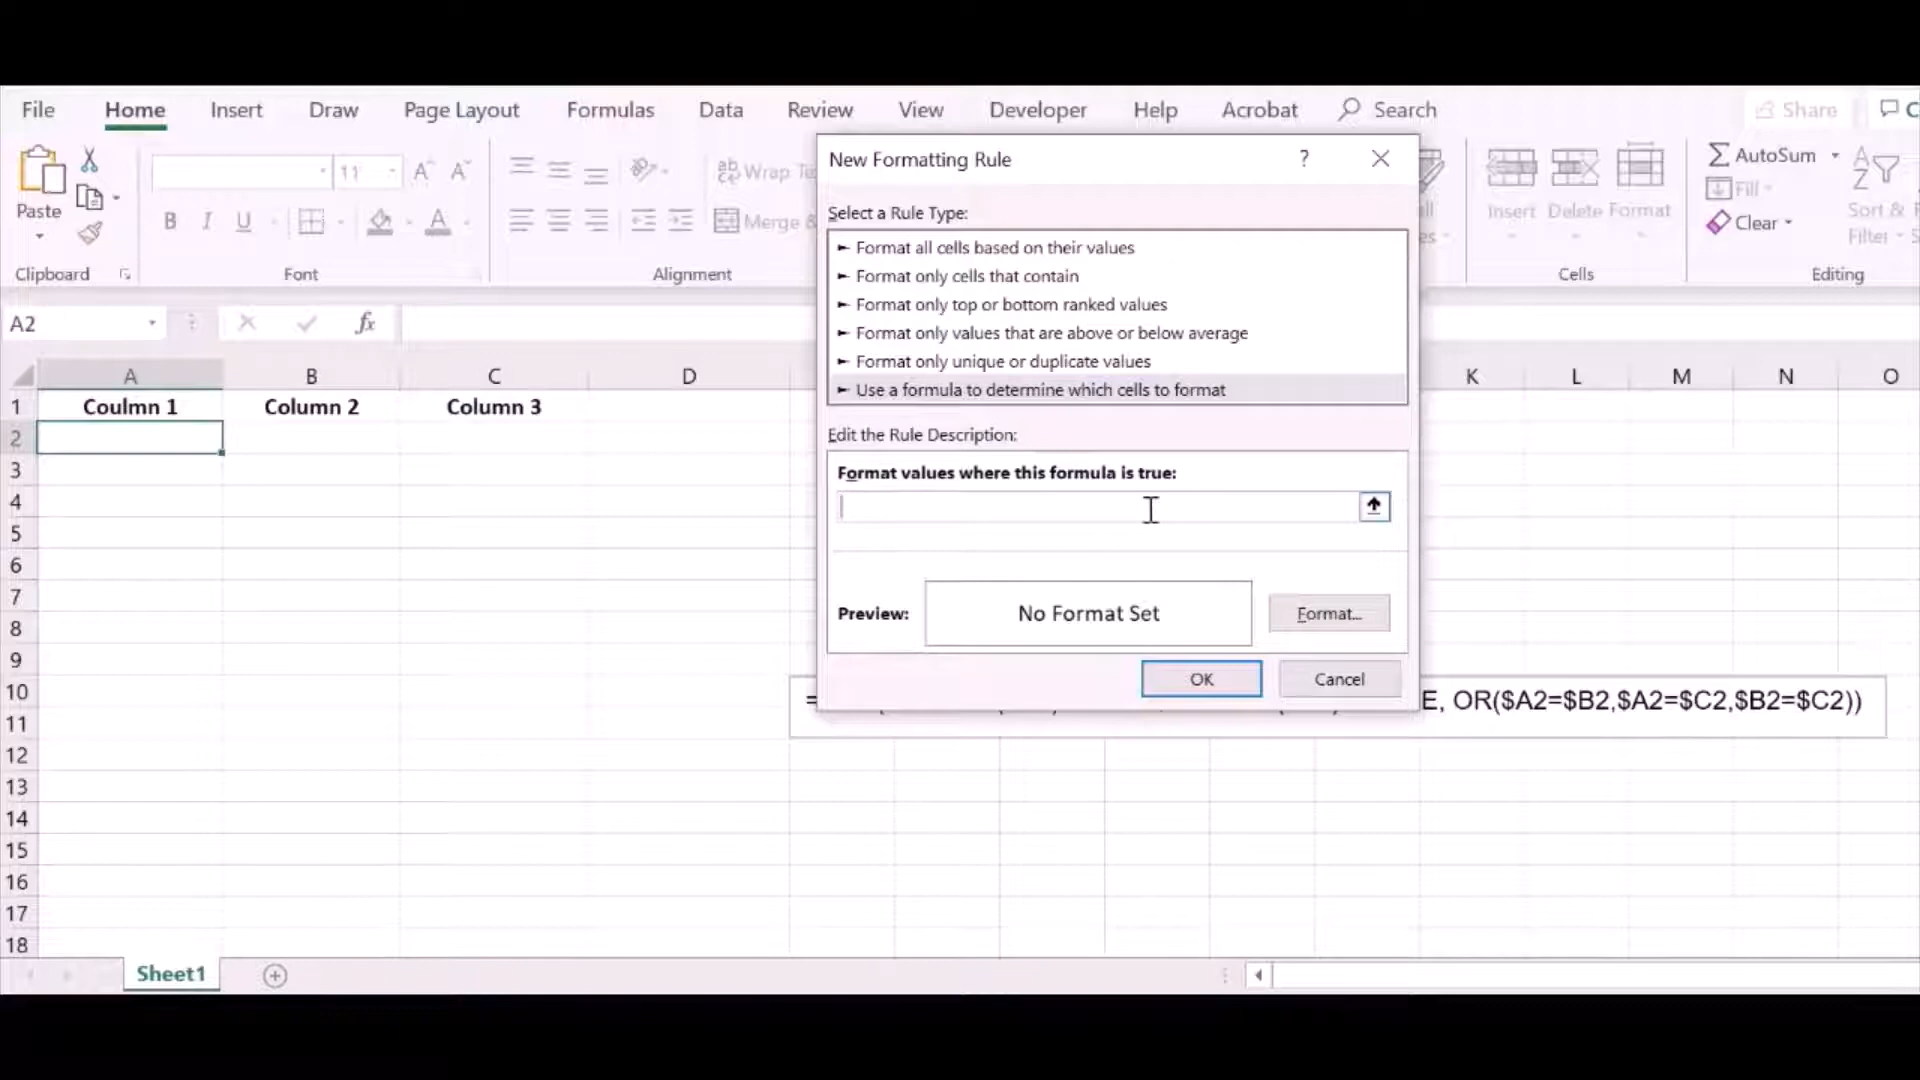 File Home Insert Draw Page Layout Formulas Data Review View Developer Help Acrobat Search Share
Paste
11
B I U
Wrap
Merge &
Clipboard Font Alignment
Insert Delete Format
Cells
AutoSum
Fill
Clear
Sort &
Filter
Editing
New Formatting Rule ?
Select a Rule Type:
► Format all cells based on their values
► Format only cells that contain
► Format only top or bottom ranked values
► Format only values that are above or below average
► Format only unique or duplicate values
► Use a formula to determine which cells to format
Edit the Rule Description:
Format values where this formula is true:
Preview: No Format Set Format...
OK Cancel
A2 fx
A B C D K L M N O
1 Coulmn 1 Column 2 Column 3
2
3
4
5
6
7
8
9
10
E, OR($A2=$B2,$A2=$C2,$B2=$C2))
11
12
13
14
15
16
17
18
Sheet1